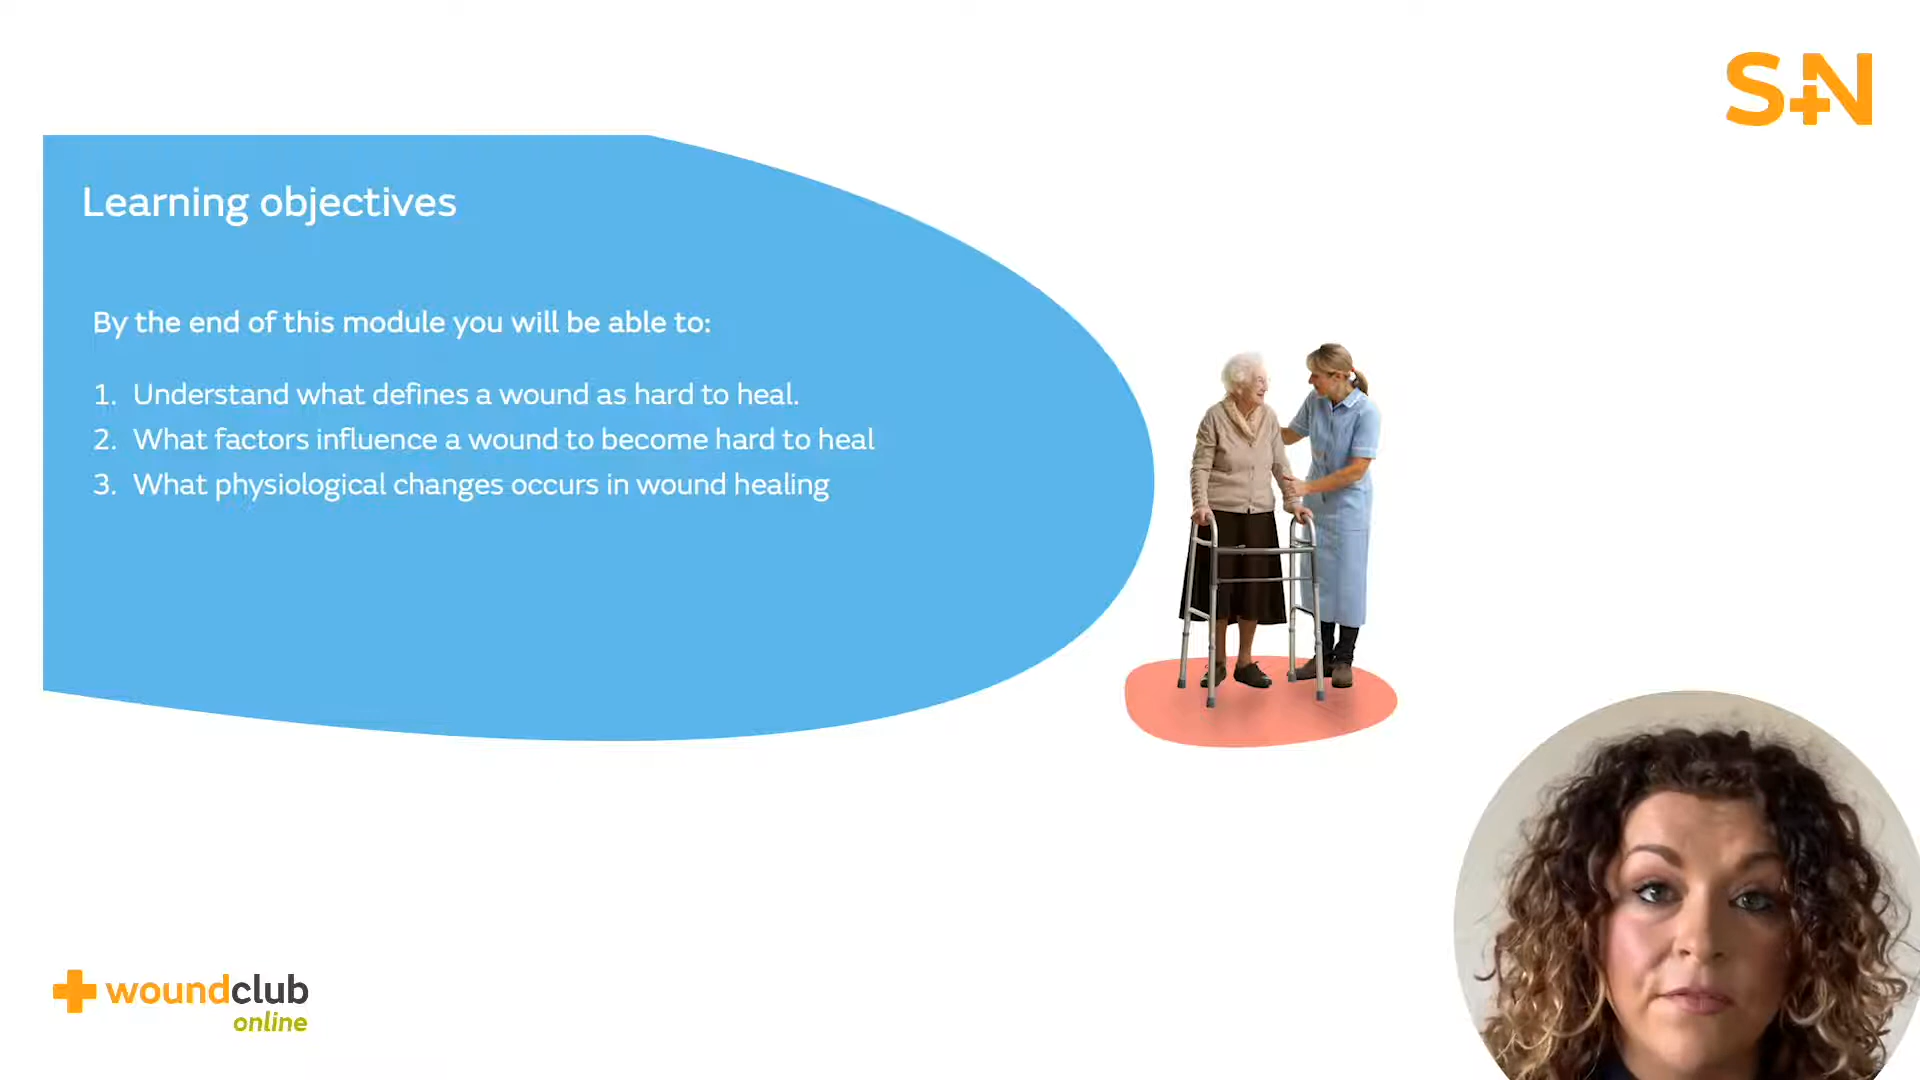 S+N
Learning objectives
By the end of this module you will be able to:
1. Understand what defines a wound as hard to heal.
2. What factors influence a wound to become hard to heal
3. What physiological changes occurs in wound healing
woundclub
online